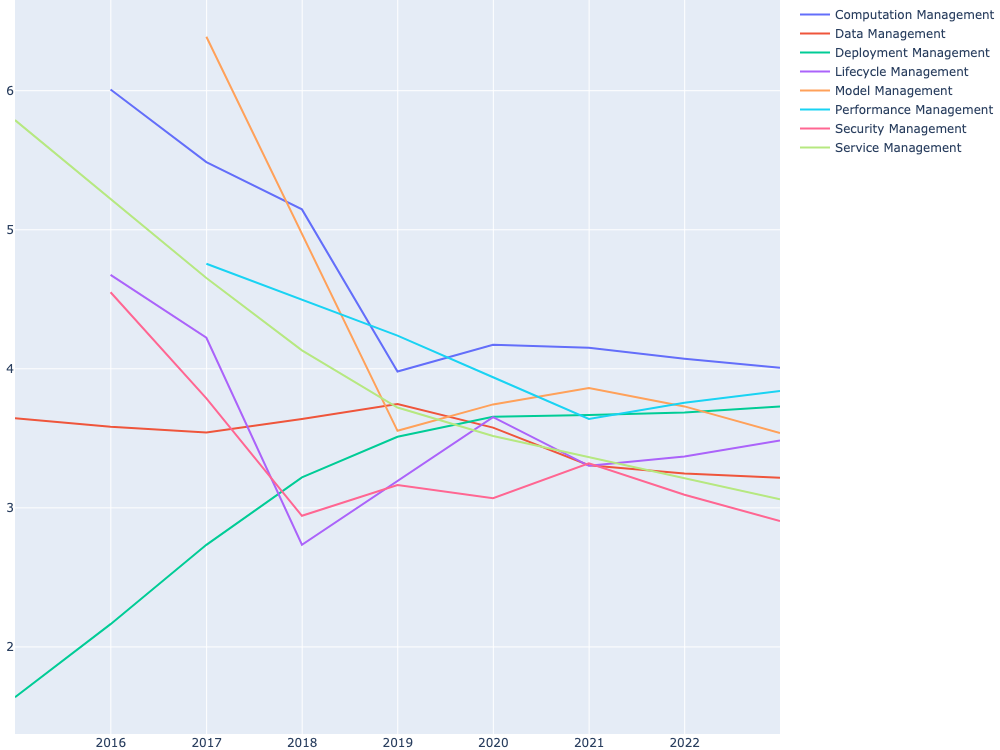 Computation Management
Data Management
Deployment Management
Lifecycle Management
Model Management
Performance Management
Security Management
Service Management
6
5
4
3
2
2016 2017 2018 2019 2020 2021 2022